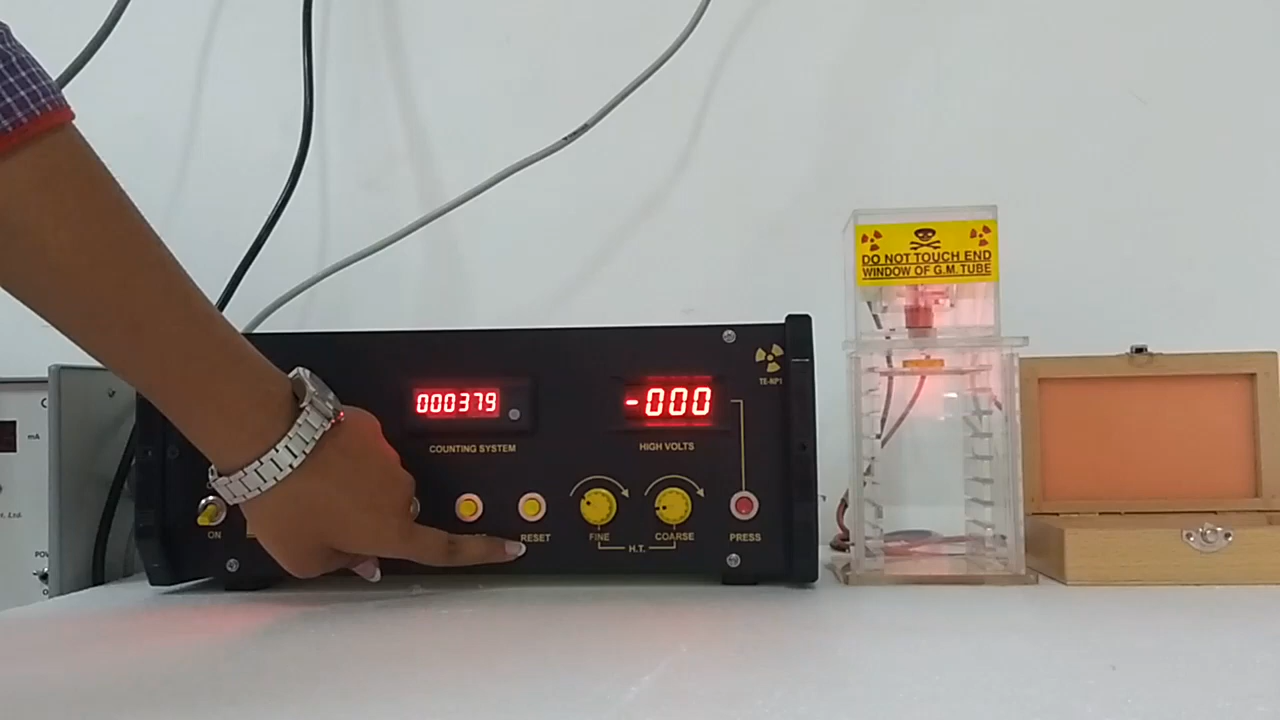 DO NOT TOUCH END
WINDOW OF G.M. TUBE
TE-NP1
000379
-000
COUNTING SYSTEM
HIGH VOLTS
mA
ON
RESET
FINE
COARSE
PRESS
H.T.